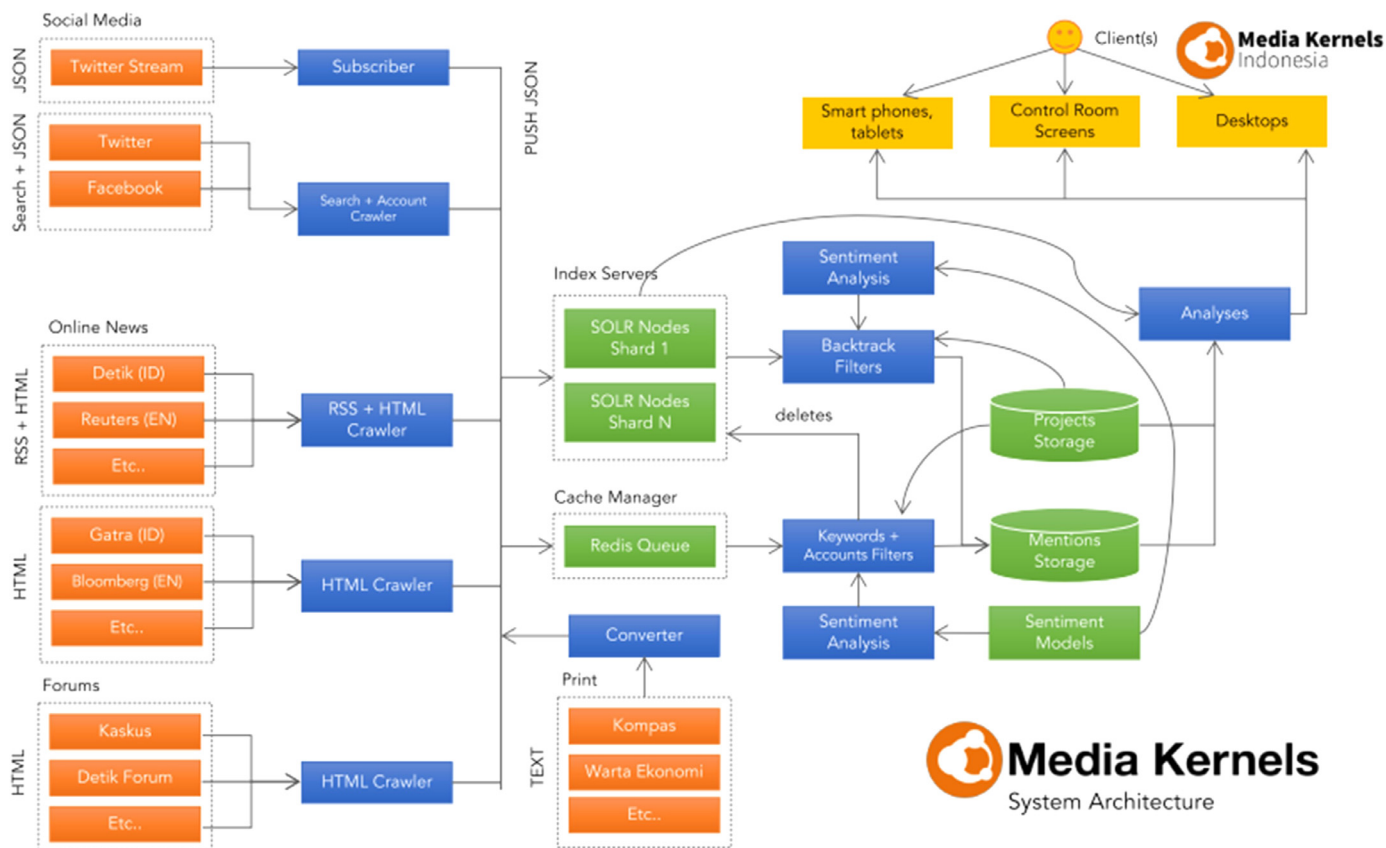 Social Media
JSON
Twitter Stream
Subscriber
Search + JSON
Twitter
Facebook
Search + Account
Crawler
PUSH JSON
Client(s)
Media Kernels
Indonesia
Smart phones,
tablets
Control Room
Screens
Desktops
Online News
RSS + HTML
Detik (ID)
Reuters (EN)
Etc..
RSS + HTML
Crawler
HTML
Gatra (ID)
Bloomberg (EN)
Etc..
HTML Crawler
Forums
HTML
Kaskus
Detik Forum
Etc..
HTML Crawler
Index Servers
SOLR Nodes
Shard 1
SOLR Nodes
Shard N
Sentiment
Analysis
Backtrack
Filters
Analyses
deletes
Projects
Storage
Cache Manager
Redis Queue
Keywords +
Accounts Filters
Mentions
Storage
Converter
Sentiment
Analysis
Sentiment
Models
Print
TEXT
Kompas
Warta Ekonomi
Etc..
Media Kernels
System Architecture